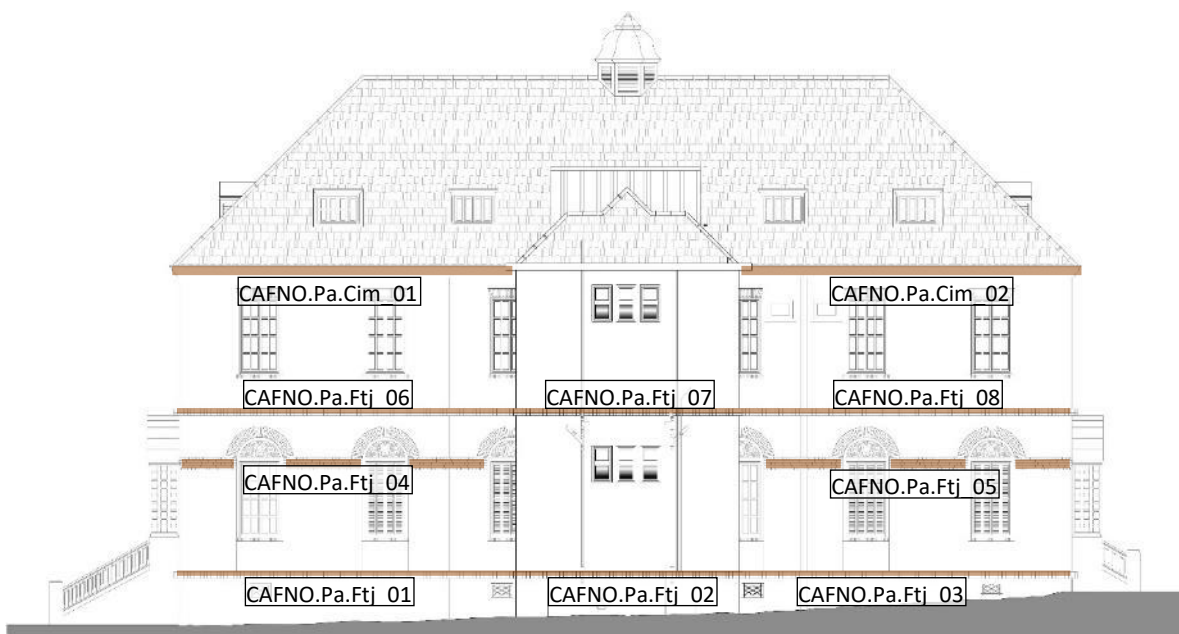 CAFNO.Pa.Cim_01
CAFNO.Pa.Cim_02
CAFNO.Pa.Ftj_06
CAFNO.Pa.Ftj_07
CAFNO.Pa.Ftj_08
CAFNO.Pa.Ftj_04
CAFNO.Pa.Ftj_05
CAFNO.Pa.Ftj_01
CAFNO.Pa.Ftj_02
CAFNO.Pa.Ftj_03